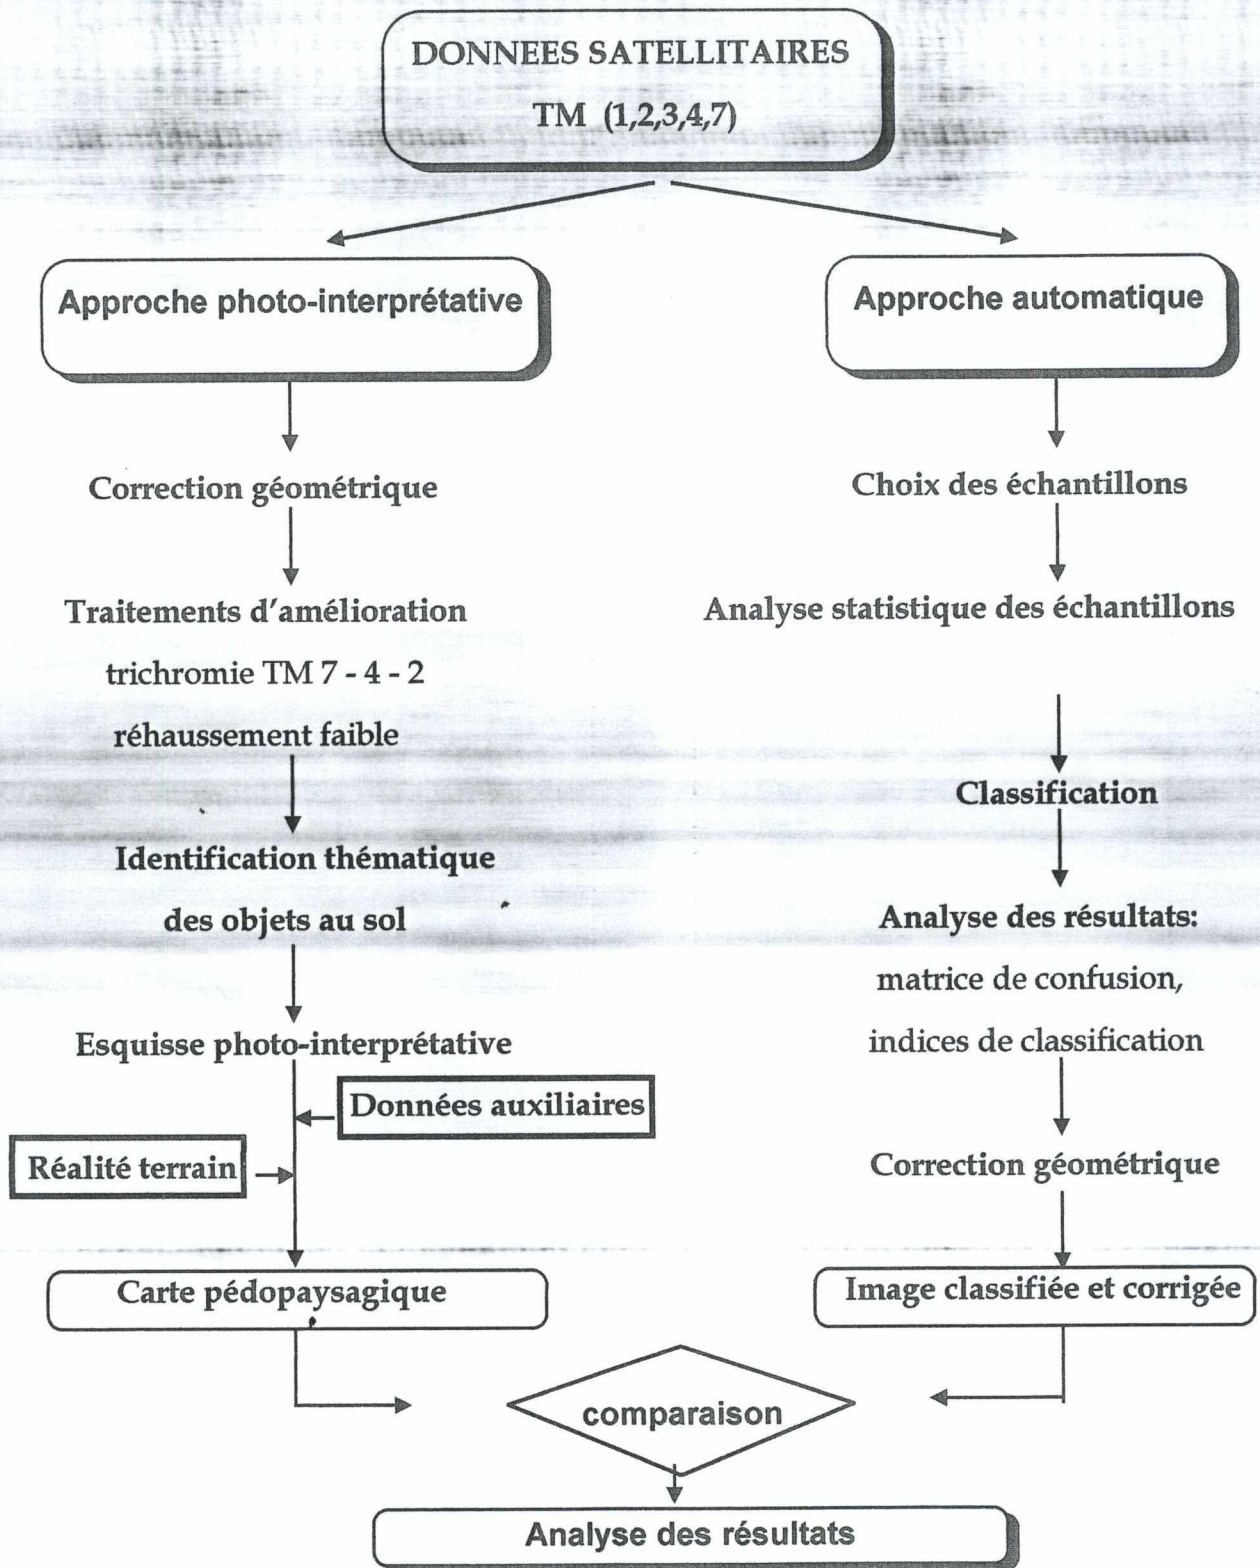 DONNEES SATELLITAIRES
TM (1,2,3,4,7)
Approche photo-interprétative
Correction géométrique
Traitements d'amélioration
trichromie TM 7 - 4 - 2
réhaussement faible
Identification thématique
des objets au sol
Esquisse photo-interprétative
Données auxiliaires
Réalité terrain
Carte pédopaysagique
Approche automatique
Choix des échantillons
Analyse statistique des échantillons
Classification
Analyse des résultats:
matrice de confusion,
indices de classification
Correction géométrique
Image classifiée et corrigée
comparaison
Analyse des résultats